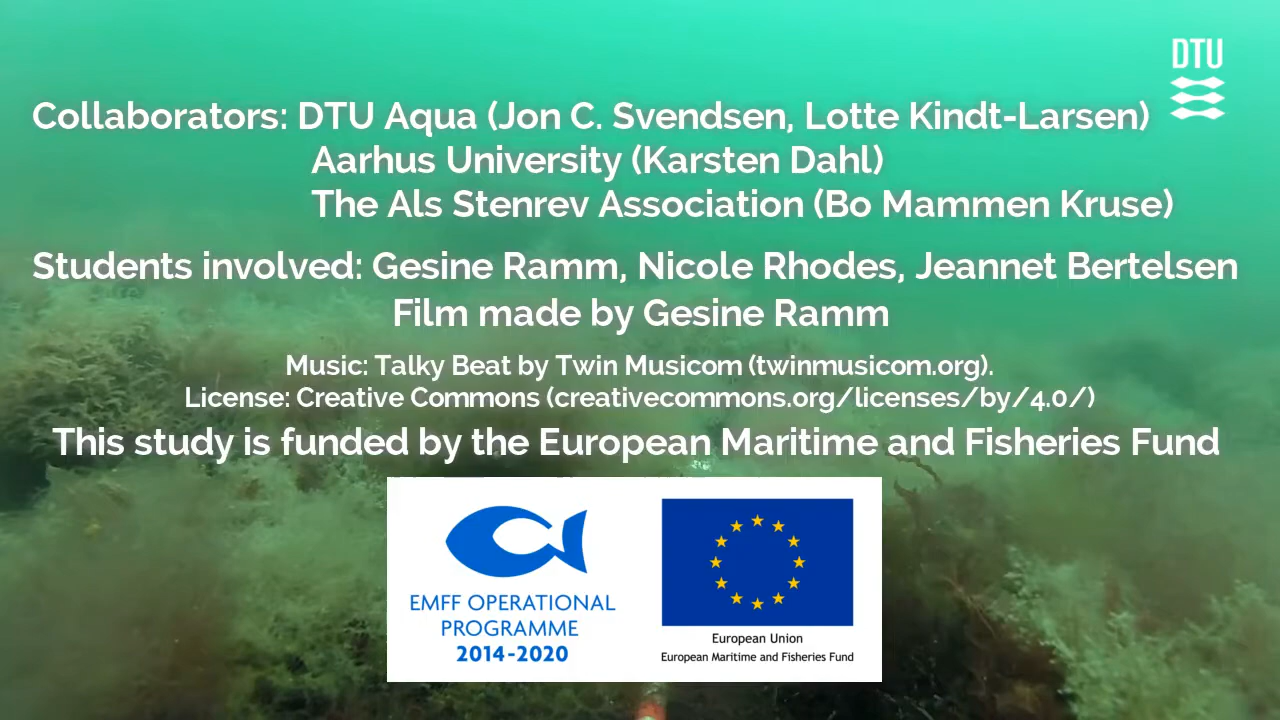 DTU
Collaborators: DTU Aqua (Jon C. Svendsen, Lotte Kindt-Larsen)
Aarhus University (Karsten Dahl)
The Als Stenrev Association (Bo Mammen Kruse)
Students involved: Gesine Ramm, Nicole Rhodes, Jeannet Bertelsen
Film made by Gesine Ramm
Music: Talky Beat by Twin Musicom (twinmusicom.org).
License: Creative Commons (creativecommons.org/licenses/by/4.0/)
This study is funded by the European Maritime and Fisheries Fund
EMFF OPERATIONAL
PROGRAMME
2014-2020
European Union
European Maritime and Fisheries Fund